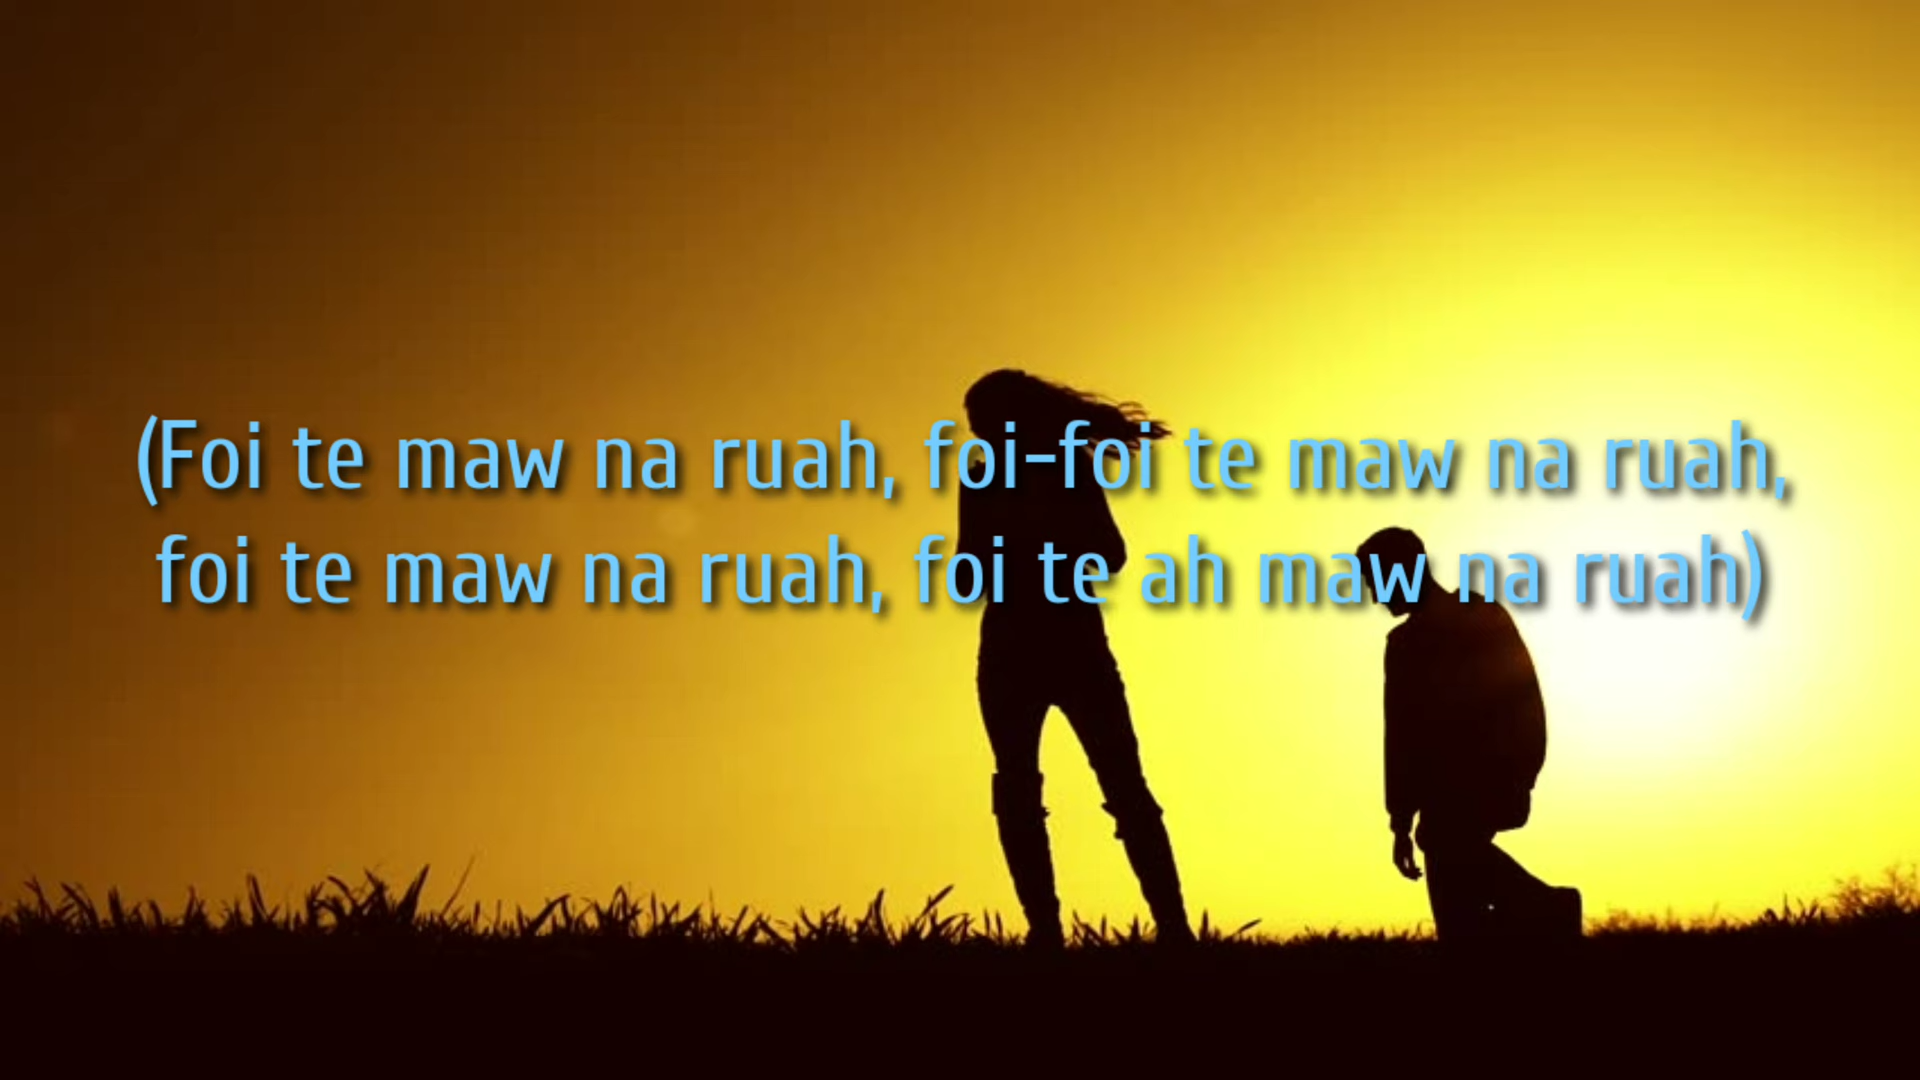 (Foi te maw na ruah, foi-foi te maw na ruah,
foi te maw na ruah, foi te ah maw na ruah)